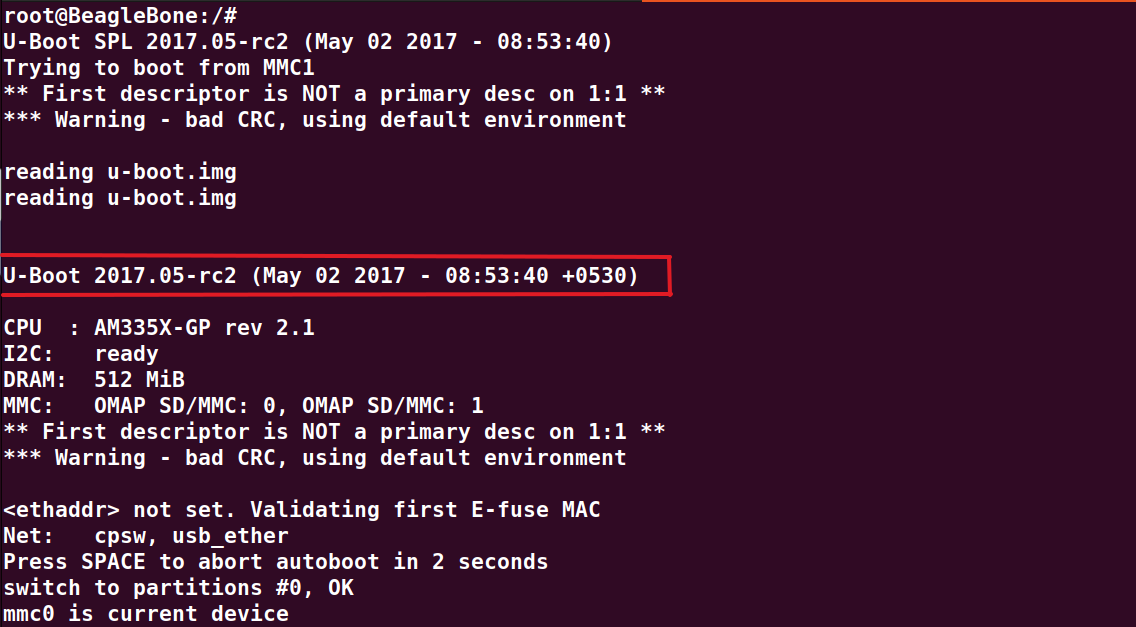 root@BeagleBone:/#
U-Boot SPL 2017.05-rc2 (May 02 2017 - 08:53:40)
Trying to boot from MMC1
** First descriptor is NOT a primary desc on 1:1 **
*** Warning - bad CRC, using default environment
reading u-boot.img
reading u-boot.img
U-Boot 2017.05-rc2 (May 02 2017 - 08:53:40 +0530)
CPU  : AM335X-GP rev 2.1
I2C:   ready
DRAM:  512 MiB
MMC:   OMAP SD/MMC: 0, OMAP SD/MMC: 1
** First descriptor is NOT a primary desc on 1:1 **
*** Warning - bad CRC, using default environment
<ethaddr> not set. Validating first E-fuse MAC
Net:   cpsw, usb_ether
Press SPACE to abort autoboot in 2 seconds
switch to partitions #0, OK
mmc0 is current device